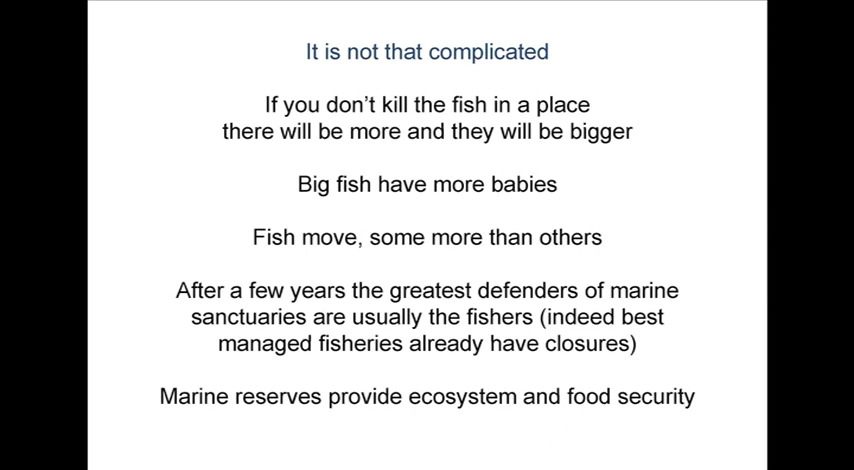 It is not that complicated
If you don't kill the fish in a place
there will be more and they will be bigger
Big fish have more babies
Fish move, some more than others
After a few years the greatest defenders of marine
sanctuaries are usually the fishers (indeed best
managed fisheries already have closures)
Marine reserves provide ecosystem and food security